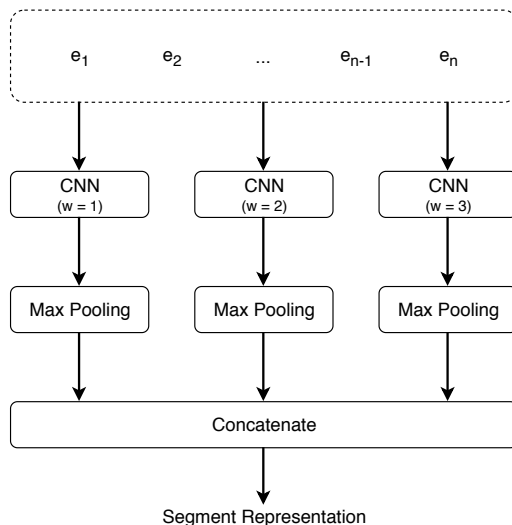 e1 e2 ... en-1 en
CNN CNN CNN
(w = 1) (w = 2) (w = 3)
Max Pooling Max Pooling Max Pooling
Concatenate
Segment Representation